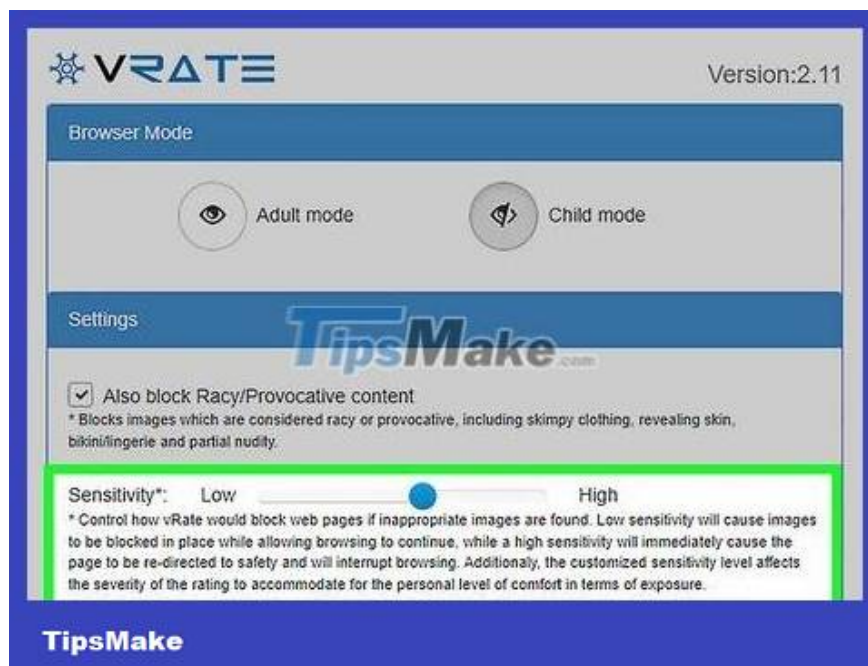 VRATE
Version:2.11
Browser Mode
Adult mode
Child mode
Settings
TipsMake.com
Also block Racy/Provocative content
* Blocks images which are considered racy or provocative, including skimpy clothing, revealing skin,
bikini/lingerie and partial nudity.
Sensitivity*: Low High
* Control how vRate would block web pages if inappropriate images are found. Low sensitivity will cause images
to be blocked in place while allowing browsing to continue, while a high sensitivity will immediately cause the
page to be re-directed to safety and will interrupt browsing. Additionaly, the customized sensitivity level affects
the severity of the rating to accommodate for the personal level of comfort in terms of exposure.
TipsMake